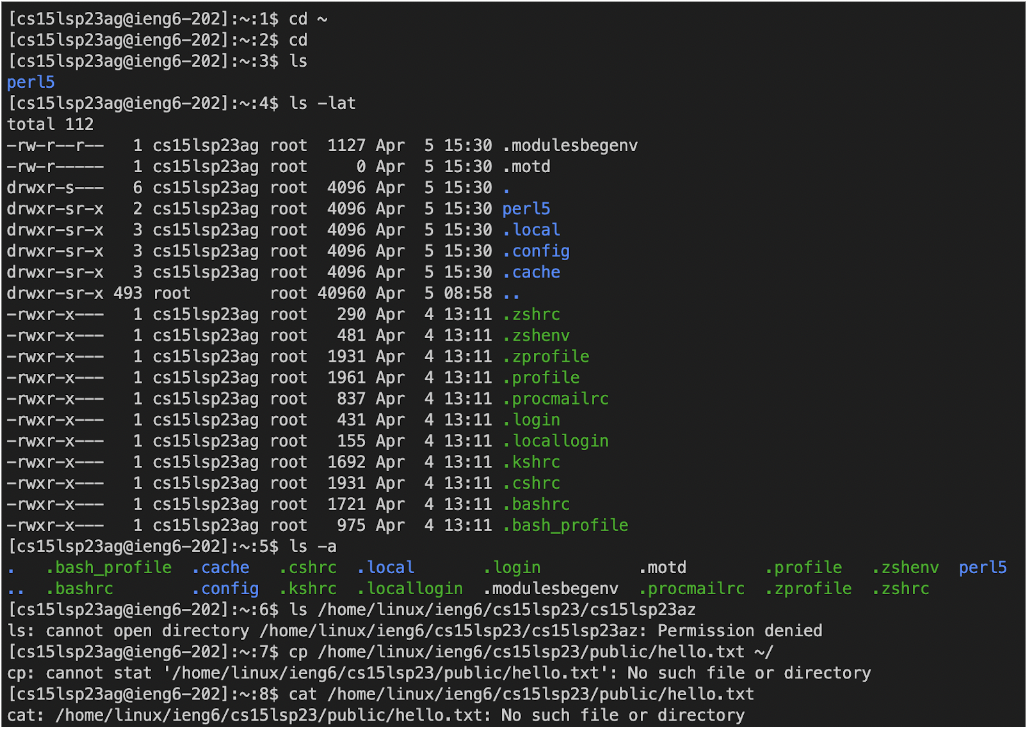 [cs15lsp23ag@ieng6-202]:~:1$ cd ~
[cs15lsp23ag@ieng6-202]:~:2$ cd
[cs15lsp23ag@ieng6-202]:~:3$ ls
perl5
[cs15lsp23ag@ieng6-202]:~:4$ ls -lat
total 112
-rw-r--r--   1 cs15lsp23ag root  1127 Apr  5 15:30 .modulesbegenv
-rw-r-----   1 cs15lsp23ag root     0 Apr  5 15:30 .motd
drwxr-s---   6 cs15lsp23ag root  4096 Apr  5 15:30 .
drwxr-sr-x   2 cs15lsp23ag root  4096 Apr  5 15:30 perl5
drwxr-sr-x   3 cs15lsp23ag root  4096 Apr  5 15:30 .local
drwxr-sr-x   3 cs15lsp23ag root  4096 Apr  5 15:30 .config
drwxr-sr-x   3 cs15lsp23ag root  4096 Apr  5 15:30 .cache
drwxr-sr-x 493 root        root 40960 Apr  5 08:58 ..
-rwxr-x---   1 cs15lsp23ag root   290 Apr  4 13:11 .zshrc
-rwxr-x---   1 cs15lsp23ag root   481 Apr  4 13:11 .zshenv
-rwxr-x---   1 cs15lsp23ag root  1931 Apr  4 13:11 .zprofile
-rwxr-x---   1 cs15lsp23ag root  1961 Apr  4 13:11 .profile
-rwxr-x---   1 cs15lsp23ag root   837 Apr  4 13:11 .procmailrc
-rwxr-x---   1 cs15lsp23ag root   431 Apr  4 13:11 .login
-rwxr-x---   1 cs15lsp23ag root   155 Apr  4 13:11 .locallogin
-rwxr-x---   1 cs15lsp23ag root  1692 Apr  4 13:11 .kshrc
-rwxr-x---   1 cs15lsp23ag root  1931 Apr  4 13:11 .cshrc
-rwxr-x---   1 cs15lsp23ag root  1721 Apr  4 13:11 .bashrc
-rwxr-x---   1 cs15lsp23ag root   975 Apr  4 13:11 .bash_profile
[cs15lsp23ag@ieng6-202]:~:5$ ls -a
.   .bash_profile  .cache   .cshrc  .local       .login          .motd        .profile   .zshenv  perl5
..  .bashrc        .config  .kshrc  .locallogin  .modulesbegenv  .procmailrc  .zprofile  .zshrc
[cs15lsp23ag@ieng6-202]:~:6$ ls /home/linux/ieng6/cs15lsp23/cs15lsp23az
ls: cannot open directory /home/linux/ieng6/cs15lsp23/cs15lsp23az: Permission denied
[cs15lsp23ag@ieng6-202]:~:7$ cp /home/linux/ieng6/cs15lsp23/public/hello.txt ~/
cp: cannot stat '/home/linux/ieng6/cs15lsp23/public/hello.txt': No such file or directory
[cs15lsp23ag@ieng6-202]:~:8$ cat /home/linux/ieng6/cs15lsp23/public/hello.txt
cat: /home/linux/ieng6/cs15lsp23/public/hello.txt: No such file or directory